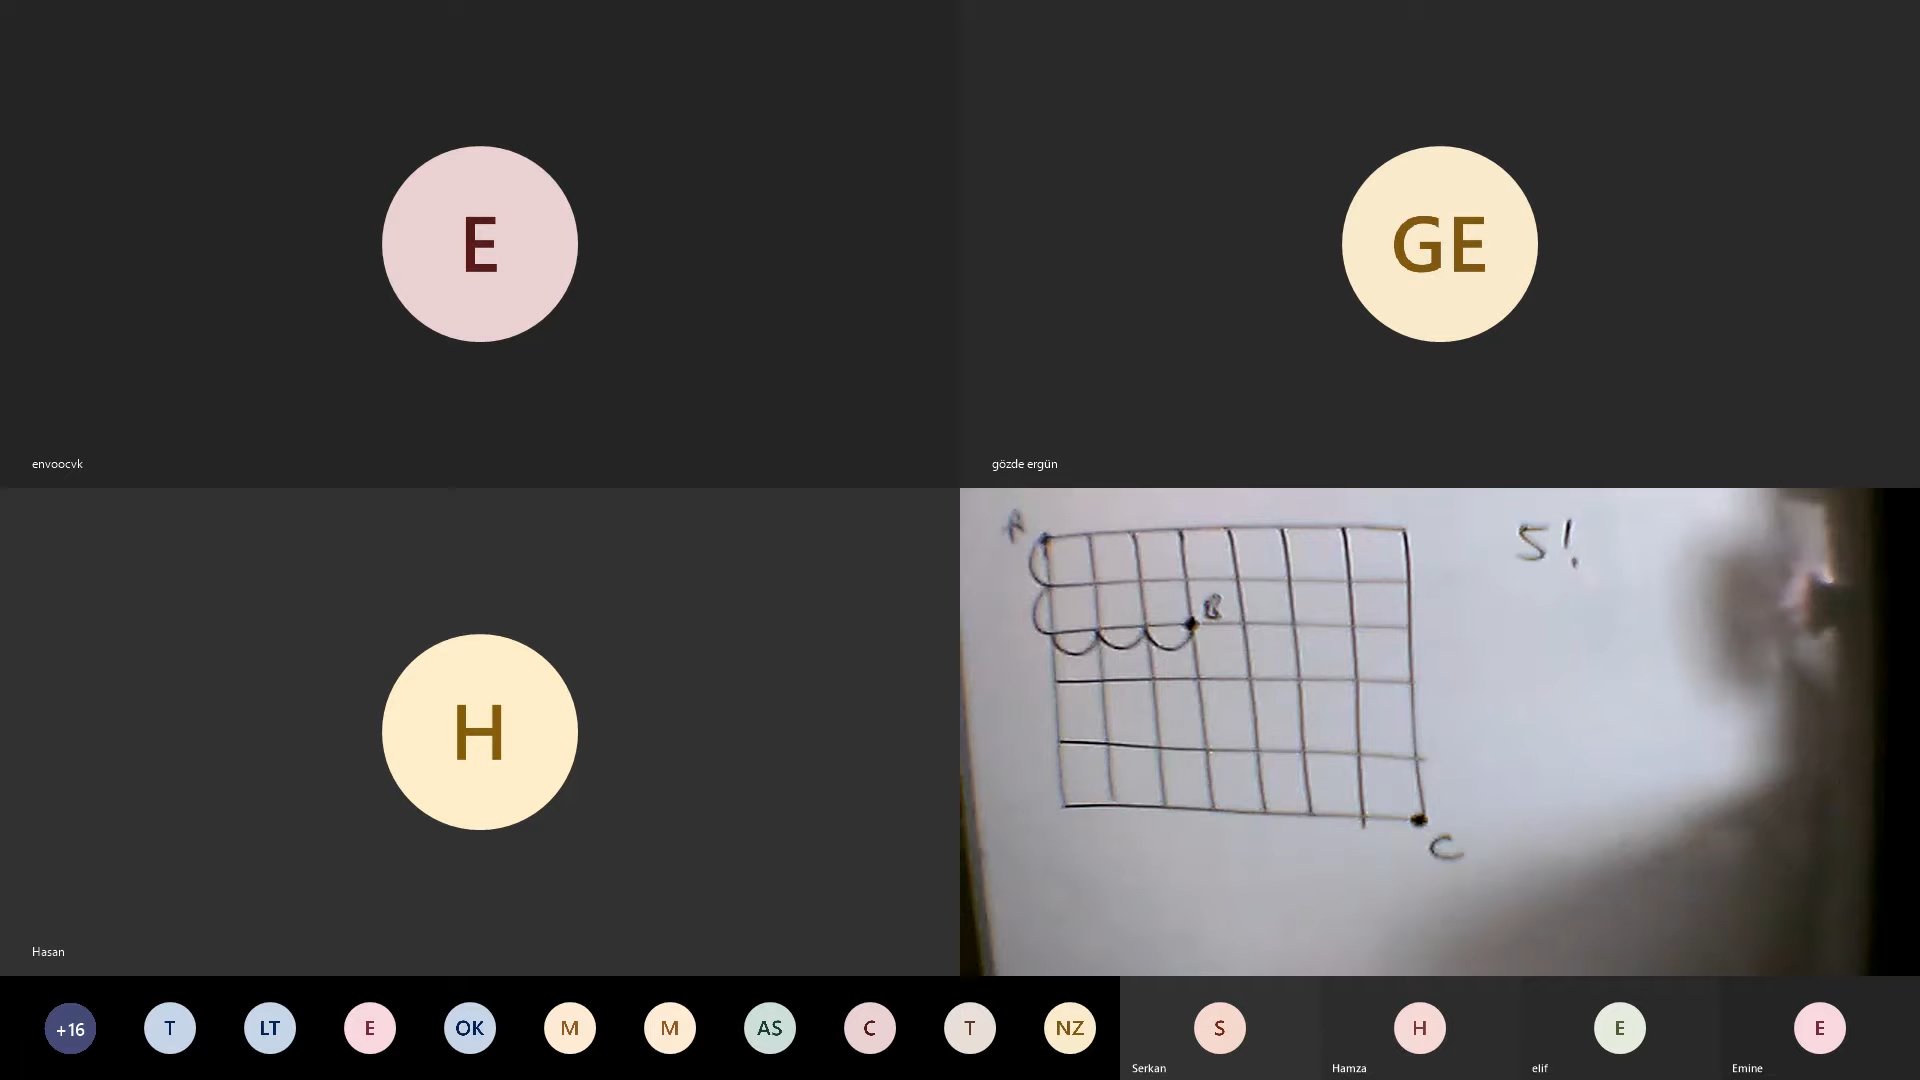 E
GE
envoocvk
gözde ergün
H
Hasan
A
B
C
5!
+16
T
LT
E
OK
M
M
AS
C
T
NZ
S
H
E
E
Serkan
Hamza
elif
Emine